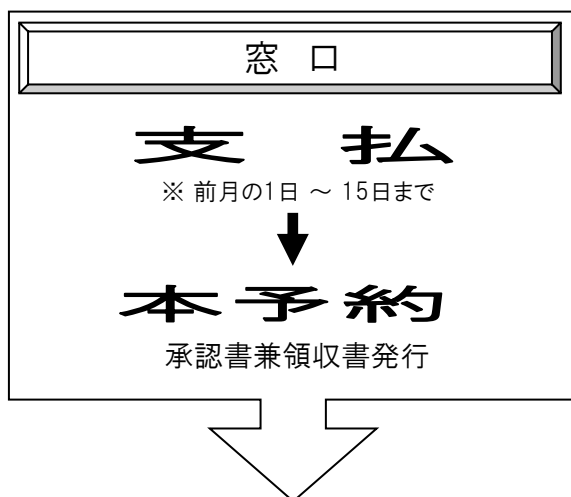 窓 口
支 払
※ 前月の1日 ～ 15日まで
本予約
承認書兼領収書発行